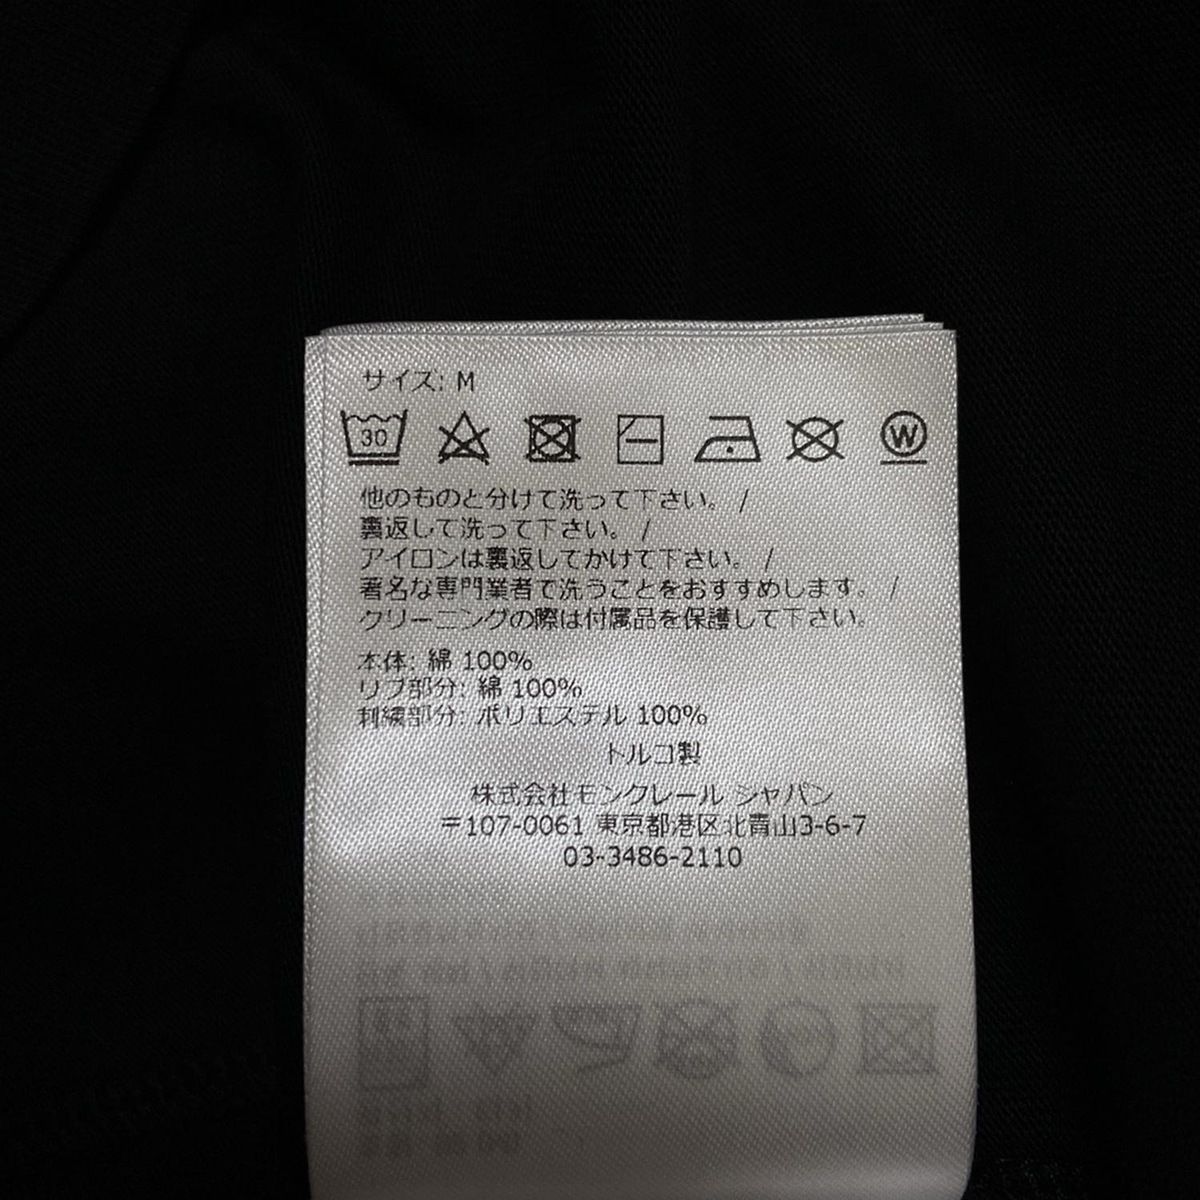 サイズ: M
30 W
他のものと分けて洗って下さい。 /
裏返して洗って下さい。 /
アイロンは裏返してかけて下さい。 /
著名な専門業者で洗うことをおすすめします。 /
クリーニングの際は付属品を保護して下さい。
本体: 綿 100%
リブ部分: 綿 100%
刺繍部分: ポリエステル 100%
トルコ製
株式会社モンクレール ジャパン
〒107-0061 東京都港区北青山3-6-7
03-3486-2110